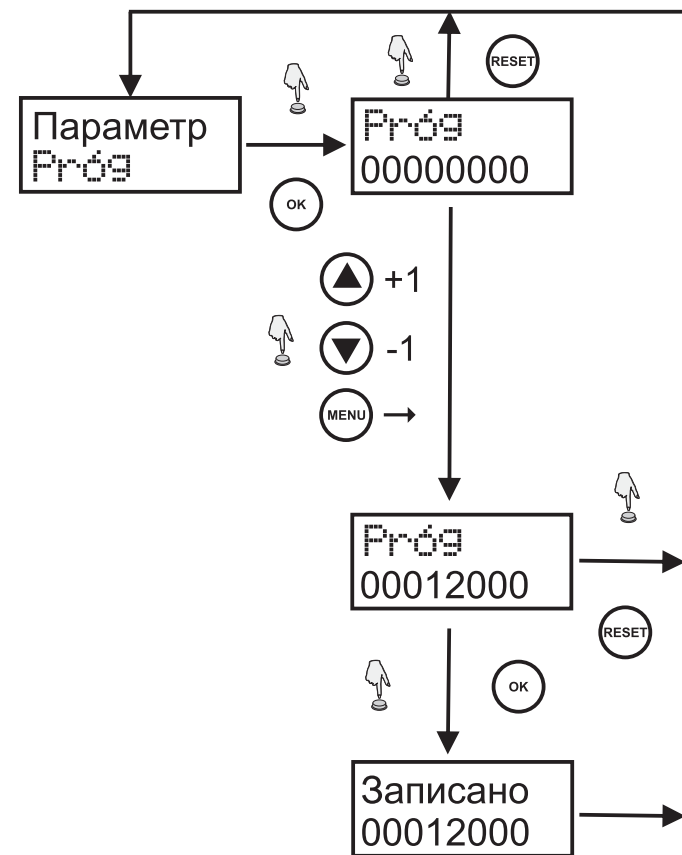 RESET
Параметр
Próg
Próg
00000000
OK
+1
-1
MENU
Próg
00012000
RESET
OK
Записано
00012000